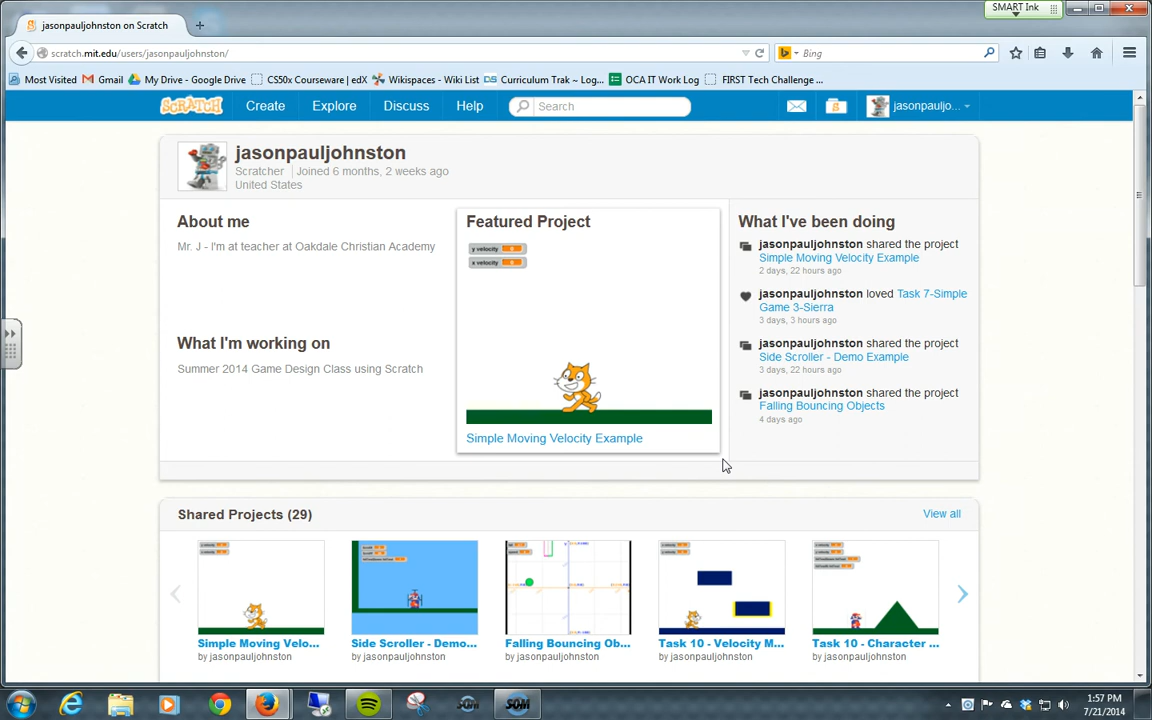 SMART Ink
jasonpauljohnston on Scratch
scratch.mit.edu/users/jasonpauljohnston/
Bing
Most Visited Gmail My Drive - Google Drive CS50x Courseware | edX Wikispaces - Wiki List Curriculum Trak ~ Log... OCA IT Work Log FIRST Tech Challenge ...
SCRATCH Create Explore Discuss Help Search jasonpauljo...
jasonpauljohnston
Scratcher Joined 6 months, 2 weeks ago
United States
About me
Mr. J - I'm at teacher at Oakdale Christian Academy
What I'm working on
Summer 2014 Game Design Class using Scratch
Featured Project
y velocity
x velocity
Simple Moving Velocity Example
What I've been doing
jasonpauljohnston shared the project
Simple Moving Velocity Example
2 days, 22 hours ago
jasonpauljohnston loved Task 7-Simple
Game 3-Sierra
3 days, 3 hours ago
jasonpauljohnston shared the project
Side Scroller - Demo Example
3 days, 22 hours ago
jasonpauljohnston shared the project
Falling Bouncing Objects
4 days ago
Shared Projects (29) View all
Simple Moving Velo... Side Scroller - Demo... Falling Bouncing Ob... Task 10 - Velocity M... Task 10 - Character ...
by jasonpauljohnston by jasonpauljohnston by jasonpauljohnston by jasonpauljohnston by jasonpauljohnston
1:57 PM
7/21/2014